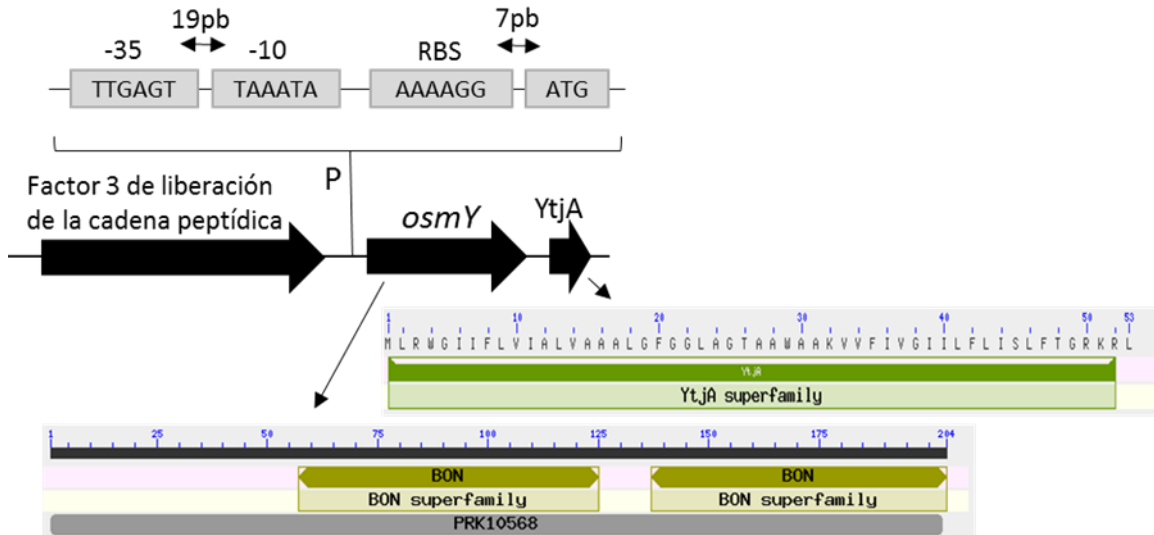 19pb 7pb
-35 -10 RBS
TTGAGT TAAATA AAAAGG ATG
P
Factor 3 de liberación
de la cadena peptídica
osmY
YtjA
1 10 20 30 40 50 53
M L R W G I I F L V I A L V A A A L G F G G L A G T A A W A A K V V F I V G I I L F L I S L F T G R K R L
YtjA
YtjA superfamily
1 25 50 75 100 125 150 175 204
BON BON
BON superfamily BON superfamily
PRK10568